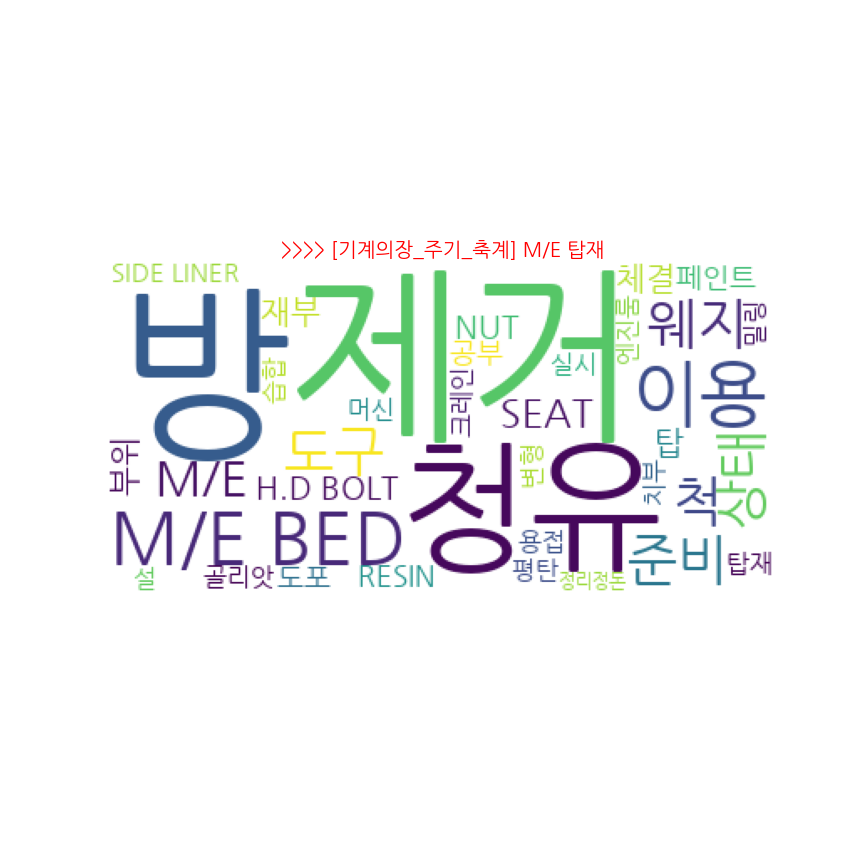 >>>> [기계의장_주기_축계] M/E 탑재
SIDE LINER
방
제거
재부
습합
NUT
공부
머신
크레인
실시
엔진룸
체결
페인트
웨지
밀링
이용
SEAT
도구
청유
변형
치부
탑
척
상태
부위
M/E
H.D BOLT
M/E BED
설
골리앗
도포
RESIN
용접
평탄
정리정돈
준비
탑재